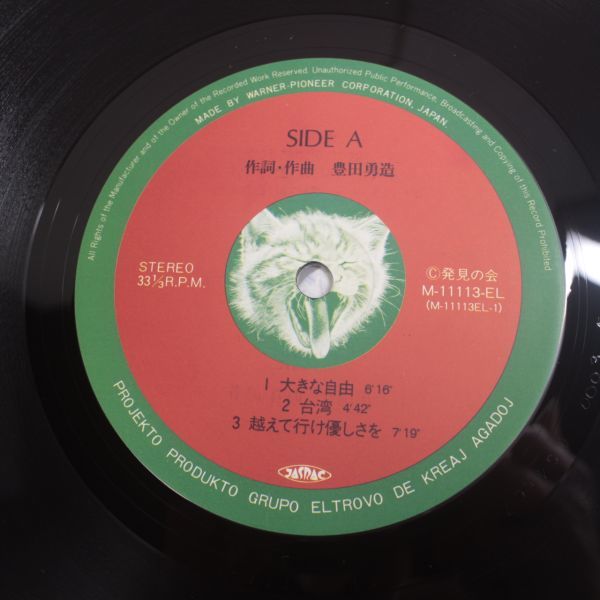 All Rights of the Manufacturer and of the Owner of the Recorded Work Reserved. Unauthorized Public Performance, Broadcasting and Copying of this Record Prohibited
MADE BY WARNER-PIONEER CORPORATION, JAPAN.
SIDE A
作詞・作曲 豊田勇造
STEREO
33⅓R.P.M.
Ⓒ発見の会
M-11113-EL
(M-11113EL-1)
1 大きな自由 6'16"
2 台湾 4'42"
3 越えて行け優しさを 7'19"
JASRAC
PROJEKTO PRODUKTO GRUPO ELTROVO DE KREAJ AGADOJ